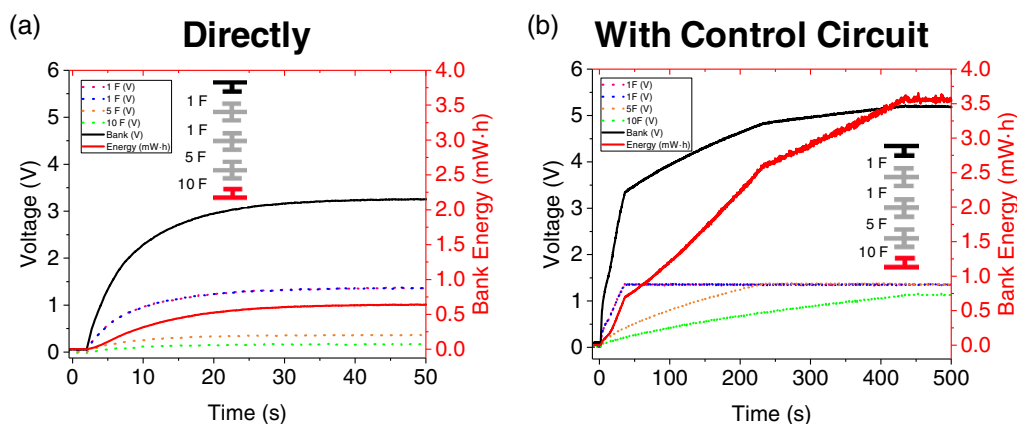 (a)
Directly
6
5
4
3
2
1
0
Voltage (V)
1 F (V)
1 F (V)
5 F (V)
10 F (V)
Bank (V)
Energy (mW·h)
1 F
1 F
5 F
10 F
4.0
3.5
3.0
2.5
2.0
1.5
1.0
0.5
0.0
Bank Energy (mW·h)
0 10 20 30 40 50
Time (s)
(b)
With Control Circuit
6
5
4
3
2
1
0
Voltage (V)
1F (V)
1F (V)
5F (V)
10F (V)
Bank (V)
Energy (mW·h)
1 F
1 F
5 F
10 F
4.0
3.5
3.0
2.5
2.0
1.5
1.0
0.5
0.0
Bank Energy (mW·h)
0 100 200 300 400 500
Time (s)